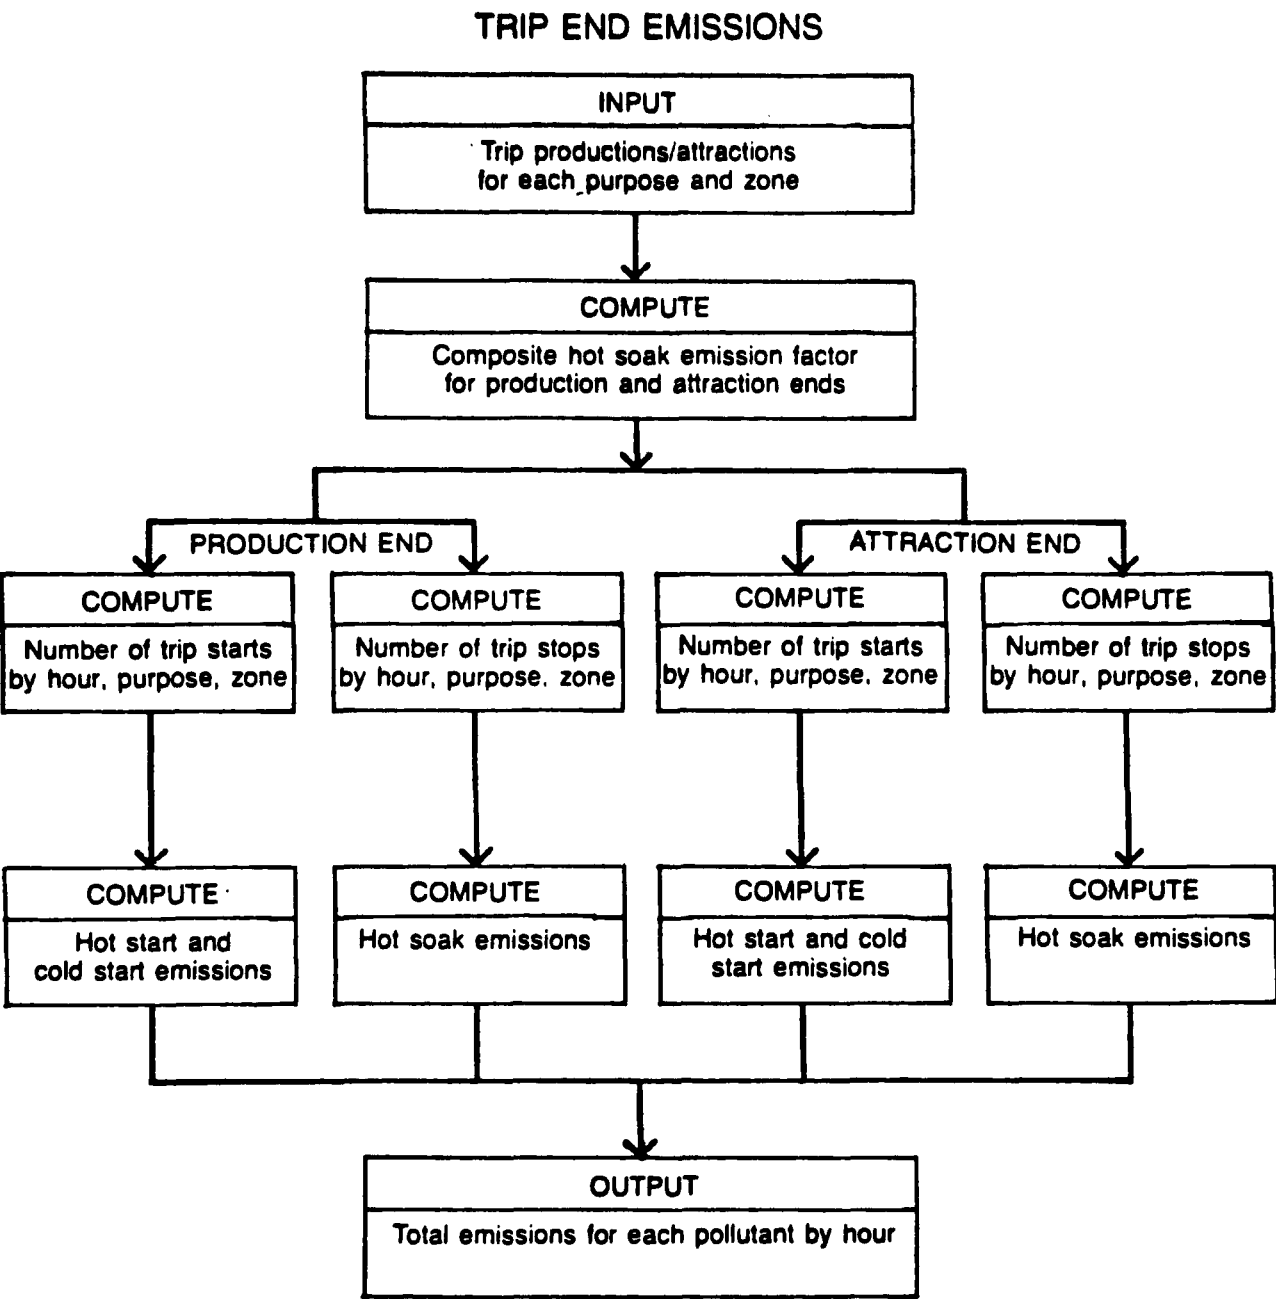 TRIP END EMISSIONS
INPUT
Trip productions/attractions
for each purpose and zone
COMPUTE
Composite hot soak emission factor
for production and attraction ends
PRODUCTION END
ATTRACTION END
COMPUTE
Number of trip starts
by hour, purpose, zone
COMPUTE
Number of trip stops
by hour, purpose, zone
COMPUTE
Number of trip starts
by hour, purpose, zone
COMPUTE
Number of trip stops
by hour, purpose, zone
COMPUTE
Hot start and
cold start emissions
COMPUTE
Hot soak emissions
COMPUTE
Hot start and cold
start emissions
COMPUTE
Hot soak emissions
OUTPUT
Total emissions for each pollutant by hour